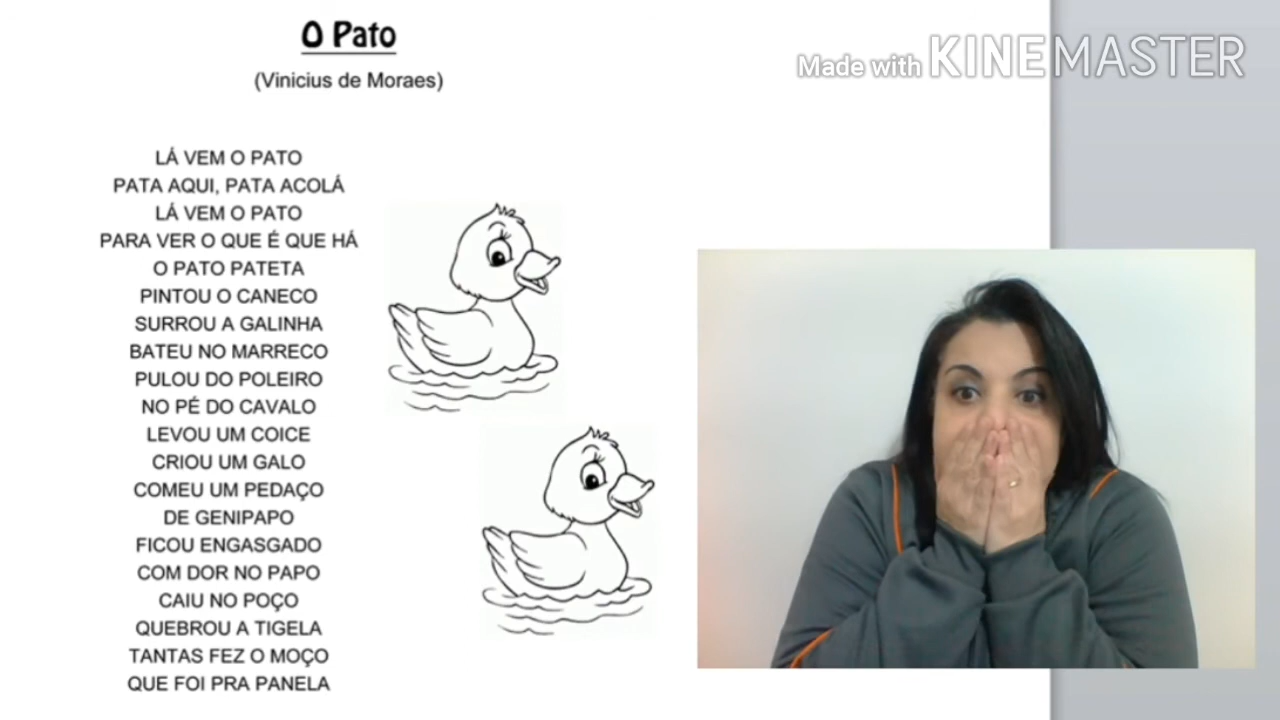 O Pato
(Vinicius de Moraes)
LÁ VEM O PATO
PATA AQUI, PATA ACOLÁ
LÁ VEM O PATO
PARA VER O QUE É QUE HÁ
O PATO PATETA
PINTOU O CANECO
SURROU A GALINHA
BATEU NO MARRECO
PULOU DO POLEIRO
NO PÉ DO CAVALO
LEVOU UM COICE
CRIOU UM GALO
COMEU UM PEDAÇO
DE GENIPAPO
FICOU ENGASGADO
COM DOR NO PAPO
CAIU NO POÇO
QUEBROU A TIGELA
TANTAS FEZ O MOÇO
QUE FOI PRA PANELA
Made with KINEMASTER